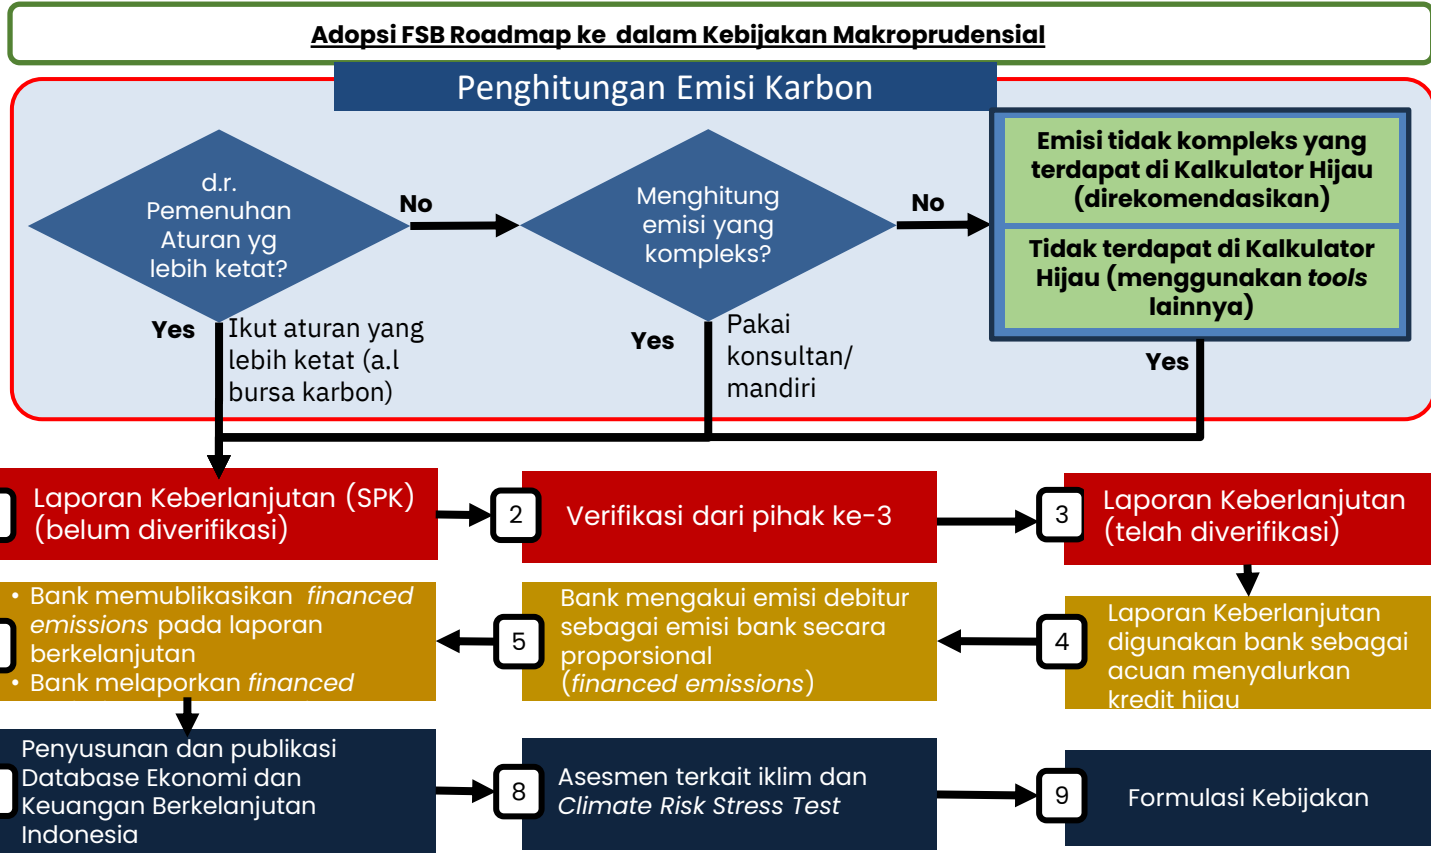 Adopsi FSB Roadmap ke dalam Kebijakan Makroprudensial
Penghitungan Emisi Karbon
d.r.
Pemenuhan
Aturan yg
lebih ketat?
No
Menghitung
emisi yang
kompleks?
No
Emisi tidak kompleks yang
terdapat di Kalkulator Hijau
(direkomendasikan)
Tidak terdapat di Kalkulator
Hijau (menggunakan tools
lainnya)
Yes
Ikut aturan yang
lebih ketat (a.l
bursa karbon)
Yes
Pakai
konsultan/
mandiri
Yes
Laporan Keberlanjutan (SPK)
(belum diverifikasi)
2
Verifikasi dari pihak ke-3
3
Laporan Keberlanjutan
(telah diverifikasi)
• Bank memublikasikan financed
emissions pada laporan
berkelanjutan
• Bank melaporkan financed
5
Bank mengakui emisi debitur
sebagai emisi bank secara
proporsional
(financed emissions)
4
Laporan Keberlanjutan
digunakan bank sebagai
acuan menyalurkan
kredit hijau
Penyusunan dan publikasi
Database Ekonomi dan
Keuangan Berkelanjutan
Indonesia
8
Asesmen terkait iklim dan
Climate Risk Stress Test
9
Formulasi Kebijakan